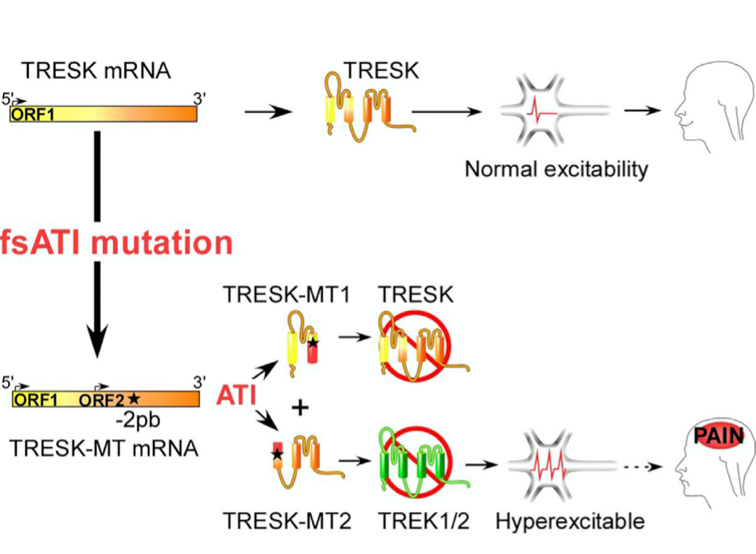 TRESK mRNA
TRESK
5' 3'
ORF1
Normal excitability
fsATI mutation
TRESK-MT1 TRESK
5' 3'
ORF1 ORF2★
-2pb
TRESK-MT mRNA
ATI
+
PAIN
TRESK-MT2 TREK1/2 Hyperexcitable